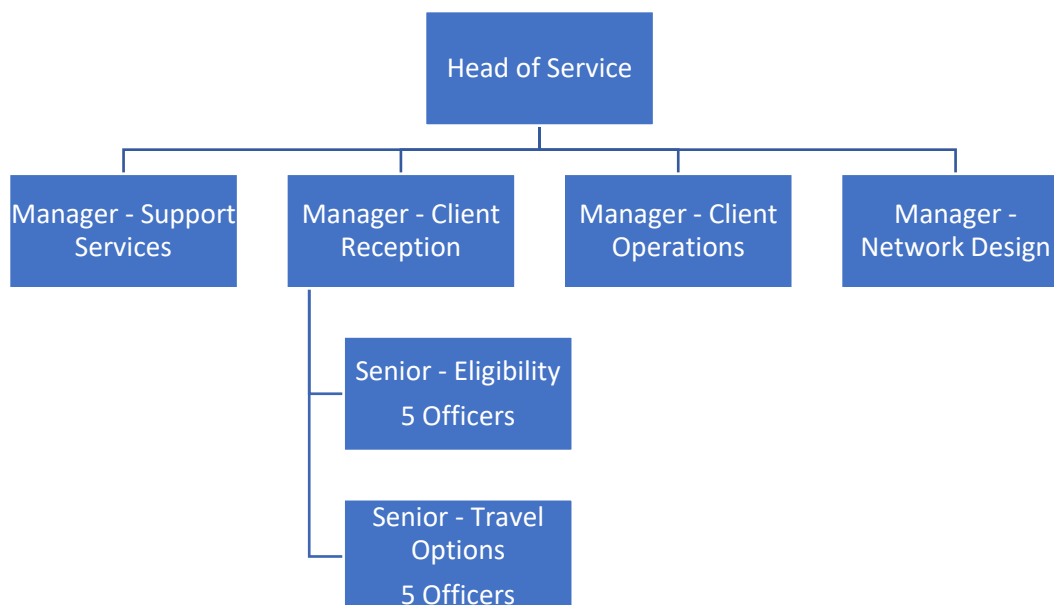 Head of Service
Manager - Support
Services
Manager - Client
Reception
Manager - Client
Operations
Manager -
Network Design
Senior - Eligibility
5 Officers
Senior - Travel
Options
5 Officers